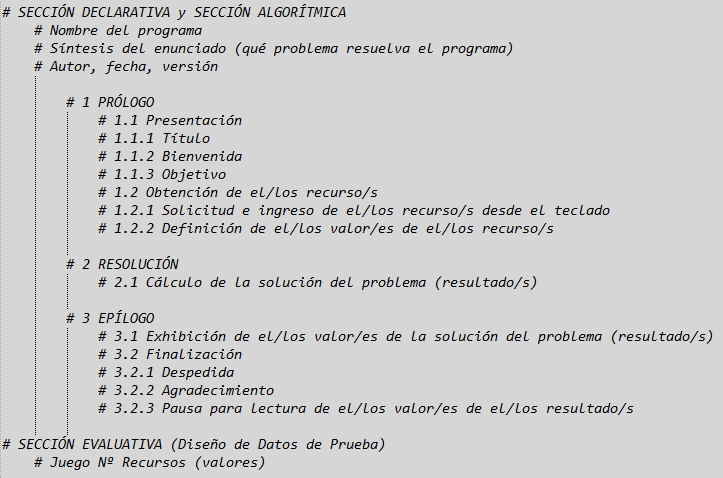 # SECCIÓN DECLARATIVA y SECCIÓN ALGORÍTMICA
# Nombre del programa
# Síntesis del enunciado (qué problema resuelva el programa)
# Autor, fecha, versión
# 1 PRÓLOGO
# 1.1 Presentación
# 1.1.1 Título
# 1.1.2 Bienvenida
# 1.1.3 Objetivo
# 1.2 Obtención de el/los recurso/s
# 1.2.1 Solicitud e ingreso de el/los recurso/s desde el teclado
# 1.2.2 Definición de el/los valor/es de el/los recurso/s
# 2 RESOLUCIÓN
# 2.1 Cálculo de la solución del problema (resultado/s)
# 3 EPÍLOGO
# 3.1 Exhibición de el/los valor/es de la solución del problema (resultado/s)
# 3.2 Finalización
# 3.2.1 Despedida
# 3.2.2 Agradecimiento
# 3.2.3 Pausa para lectura de el/los valor/es de el/los resultado/s
# SECCIÓN EVALUATIVA (Diseño de Datos de Prueba)
# Juego Nº Recursos (valores)